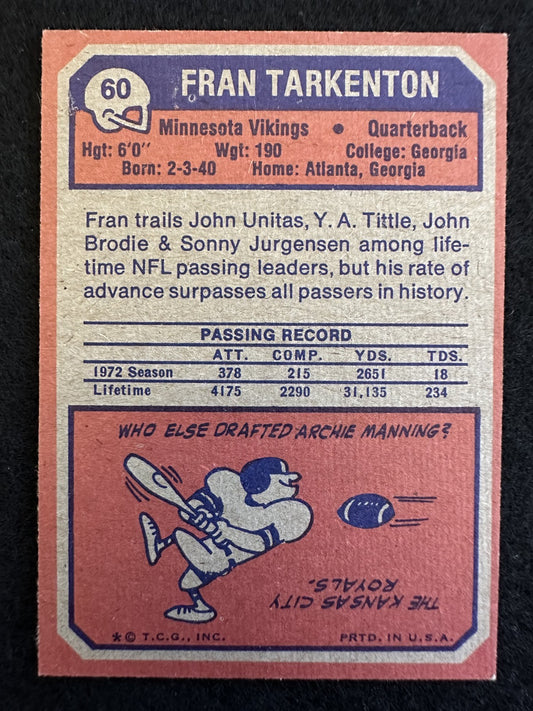 60
FRAN TARKENTON
Minnesota Vikings • Quarterback
Hgt: 6'0" Wgt: 190 College: Georgia
Born: 2-3-40 Home: Atlanta, Georgia
Fran trails John Unitas, Y. A. Tittle, John
Brodie & Sonny Jurgensen among life-
time NFL passing leaders, but his rate of
advance surpasses all passers in history.
PASSING RECORD
ATT. COMP. YDS. TDS.
1972 Season 378 215 2651 18
Lifetime 4175 2290 31,135 234
WHO ELSE DRAFTED ARCHIE MANNING?
THE KANSAS CITY
ROYALS.
* © T.C.G., INC. PRTD. IN U.S.A.